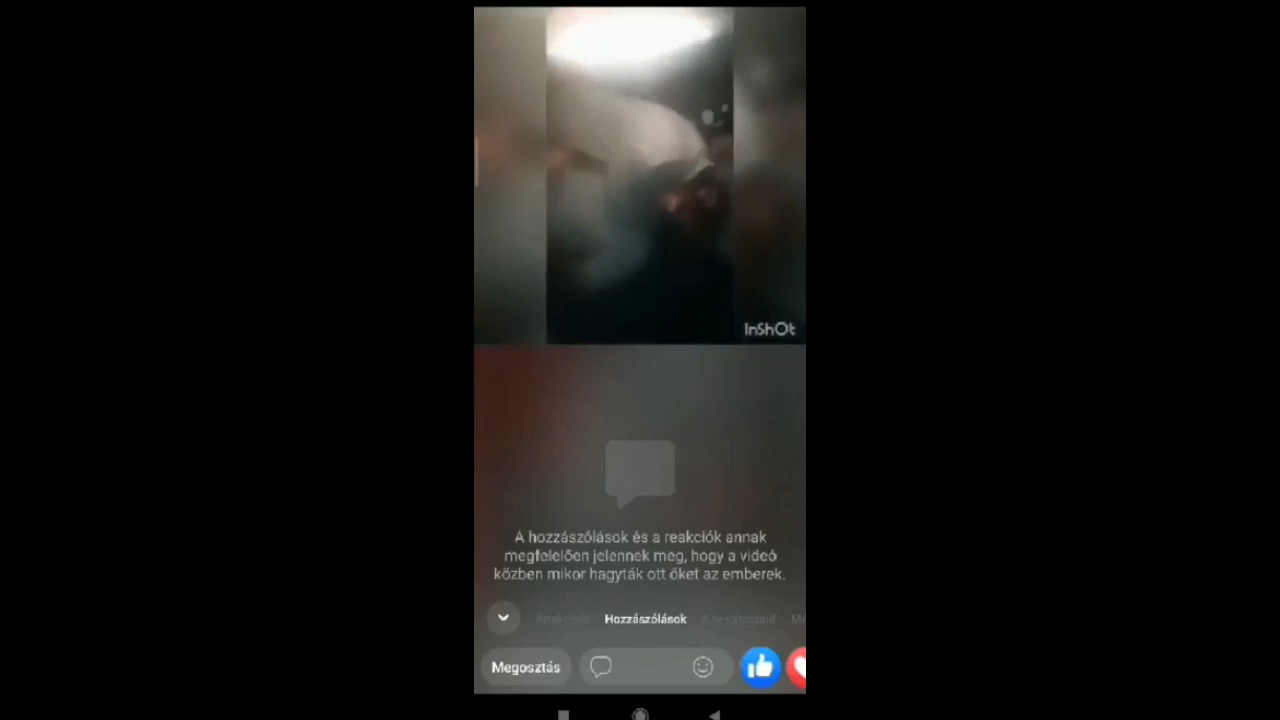 InShOt
A hozzászólások és a reakciók annak
megfelelően jelennek meg, hogy a videó
közben mikor hagyták ott őket az emberek.
Hozzászólások
Megosztás